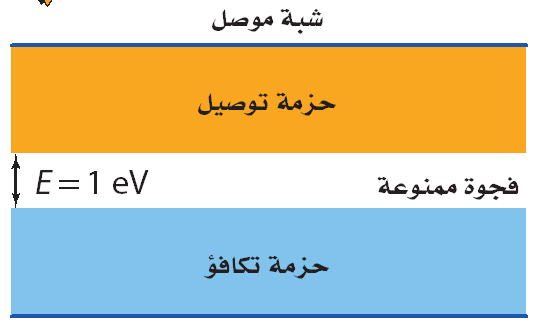 شبة موصل
حزمة توصيل
فجوة ممنوعة
E = 1 eV
حزمة تكافؤ